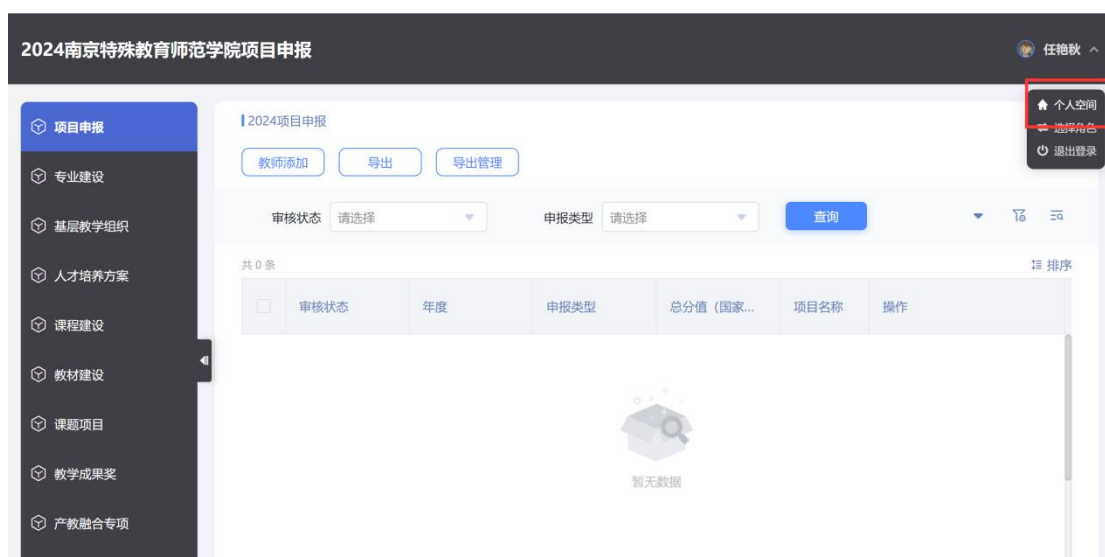 2024南京特殊教育师范学院项目申报
任艳秋
个人空间
选择角色
退出登录
项目申报
专业建设
基层教学组织
人才培养方案
课程建设
教材建设
课题项目
教学成果奖
产教融合专项
2024项目申报
教师添加 导出 导出管理
审核状态 请选择 申报类型 请选择 查询
共 0 条 排序
审核状态 年度 申报类型 总分值（国家... 项目名称 操作
暂无数据